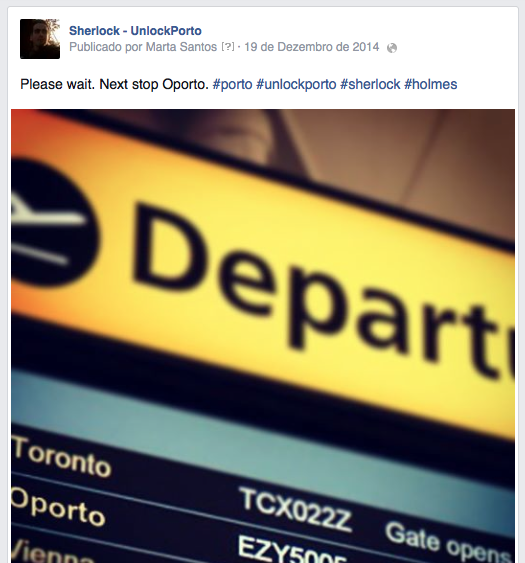 Sherlock - UnlockPorto
Publicado por Marta Santos [?] · 19 de Dezembro de 2014
Please wait. Next stop Oporto. #porto #unlockporto #sherlock #holmes
Departu
Toronto TCX022Z Gate opens
Oporto
Vienna